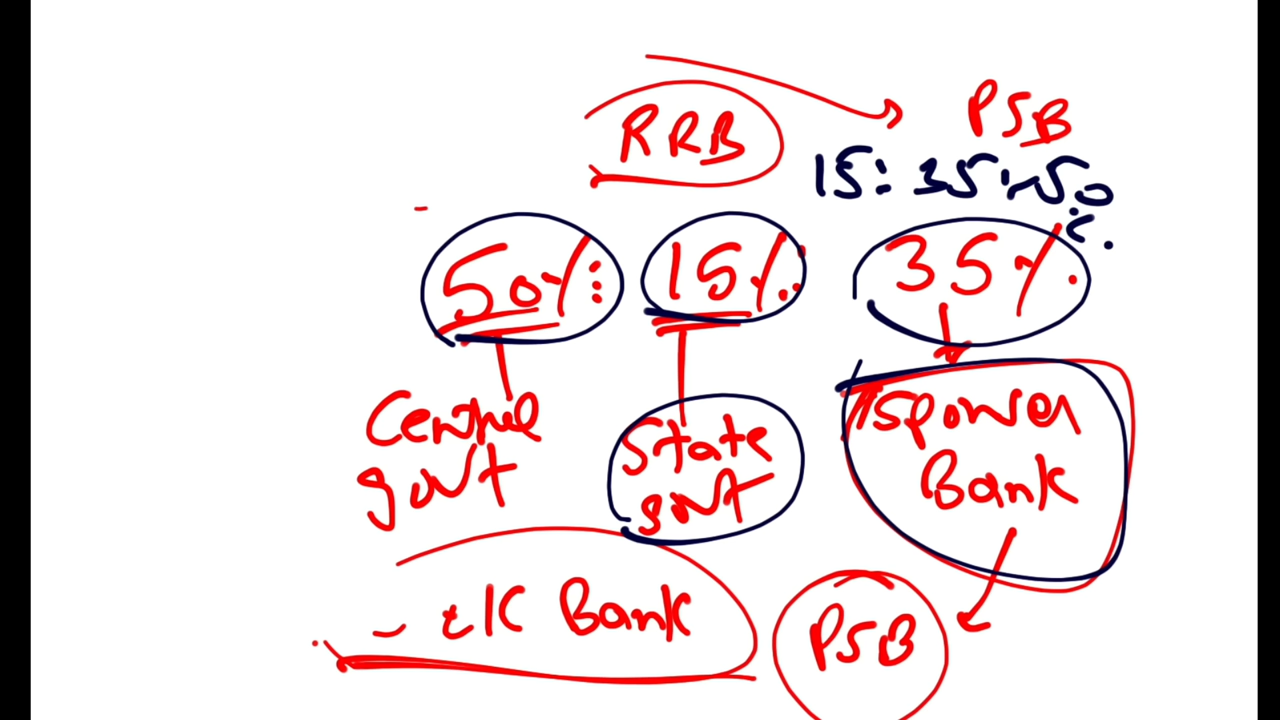 RRB
PSB
15:35:50
50% 15% 35%
Central govt
State govt
Sponser Bank
Bank
PSB